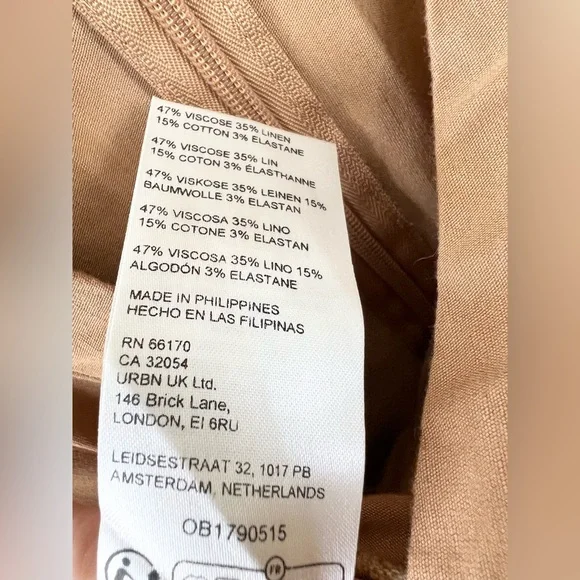 47% VISCOSE 35% LINEN
15% COTTON 3% ELASTANE
47% VISCOSE 35% LIN
15% COTON 3% ÉLASTHANNE
47% VISKOSE 35% LEINEN 15%
BAUMWOLLE 3% ELASTAN
47% VISCOSA 35% LINO
15% COTONE 3% ELASTAN
47% VISCOSA 35% LINO 15%
ALGODÓN 3% ELASTANE
MADE IN PHILIPPINES
HECHO EN LAS FILIPINAS
RN 66170
CA 32054
URBN UK Ltd.
146 Brick Lane,
LONDON, EI 6RU
LEIDSESTRAAT 32, 1017 PB
AMSTERDAM, NETHERLANDS
OB1790515
FR